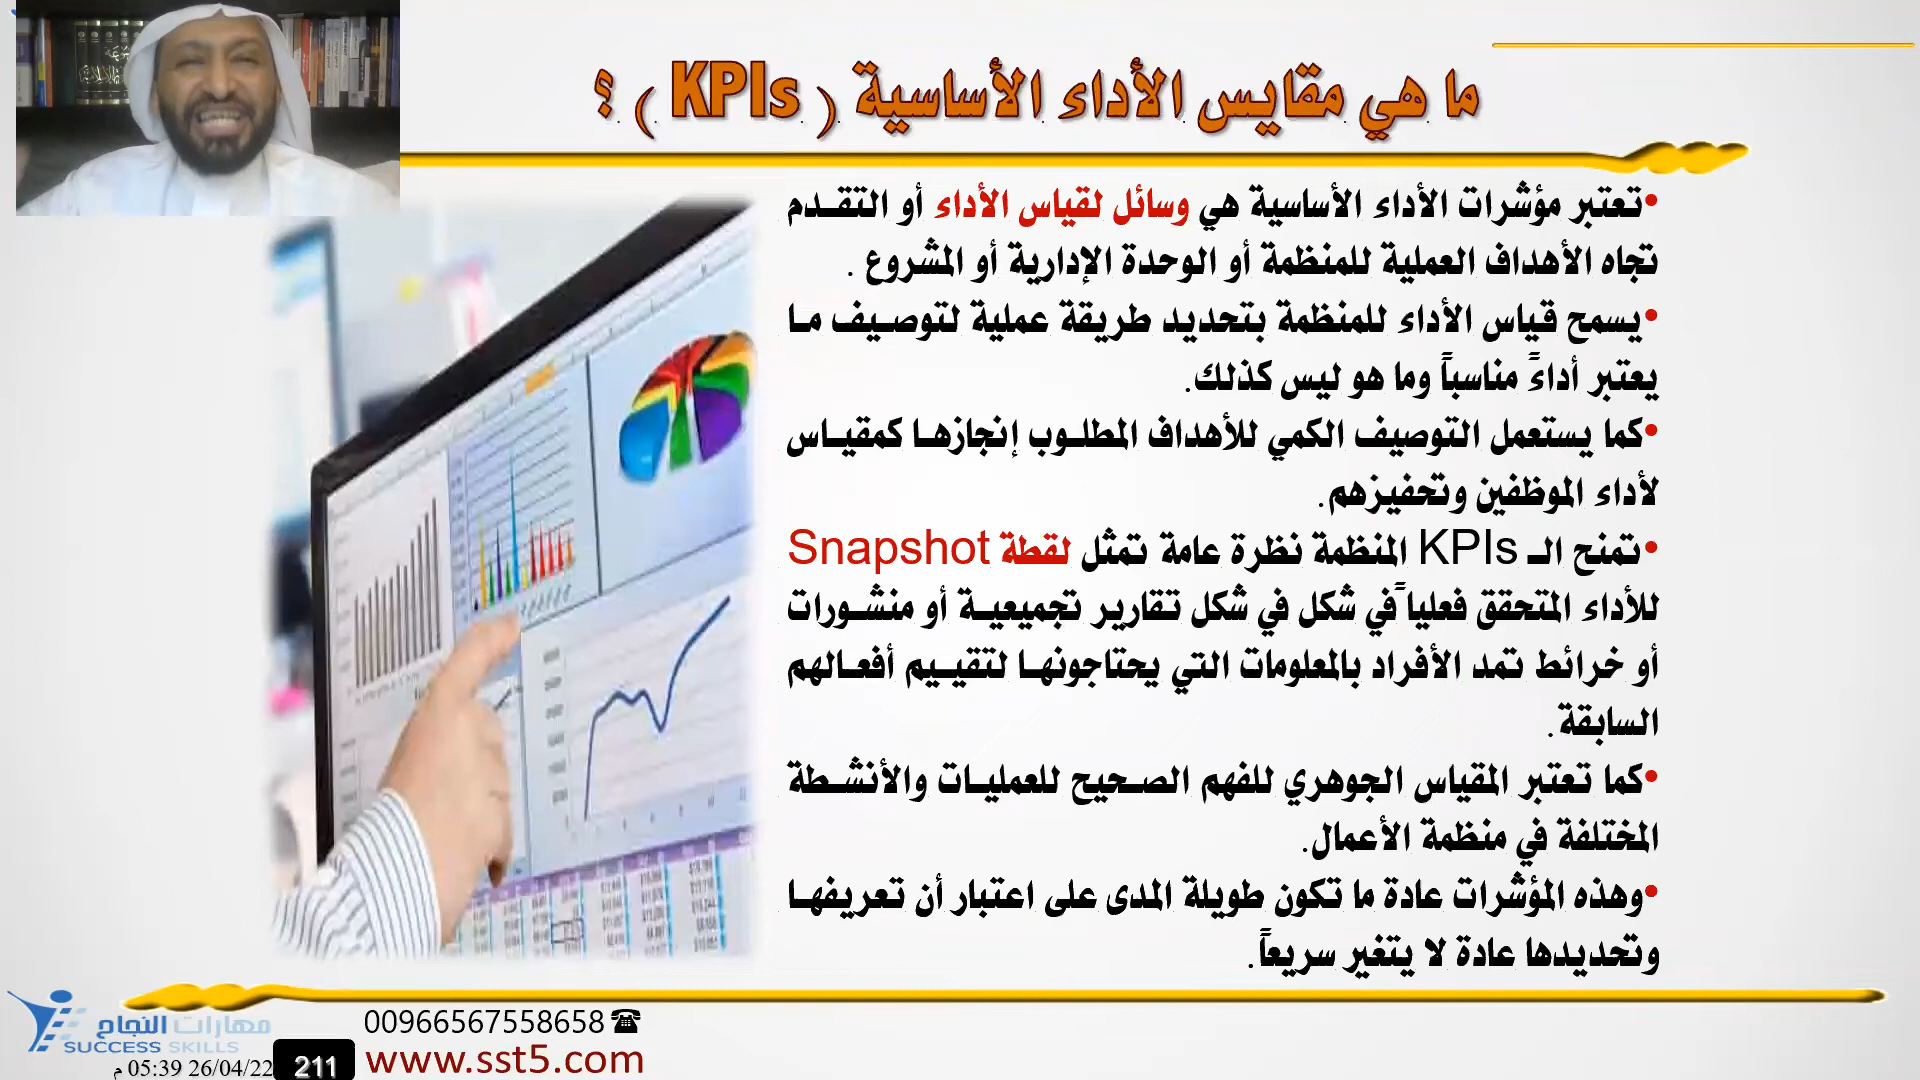 ما هي مقايس الأداء الأساسية ( KPIs ) ؟
•تعتبر مؤشرات الأداء الأساسية هي وسائل لقياس الأداء أو التقدم
تجاه الأهداف العملية للمنظمة أو الوحدة الإدارية أو المشروع .
•يسمح قياس الأداء للمنظمة بتحديد طريقة عملية لتوصيف ما
يعتبر أداءً مناسباً وما هو ليس كذلك.
•كما يستعمل التوصيف الكمي للأهداف المطلوب إنجازها كمقياس
لأداء الموظفين وتحفيزهم.
•تمنح الـ KPIs المنظمة نظرة عامة تمثل لقطة Snapshot
للأداء المتحقق فعلياً في شكل في شكل تقارير تجميعية أو منشورات
أو خرائط تمد الأفراد بالمعلومات التي يحتاجونها لتقييم أفعالهم
السابقة.
•كما تعتبر المقياس الجوهري للفهم الصحيح للعمليات والأنشطة
المختلفة في منظمة الأعمال.
•وهذه المؤشرات عادة ما تكون طويلة المدى على اعتبار أن تعريفها
وتحديدها عادة لا يتغير سريعاً.
مهارات النجاح
SUCCESS SKILLS
00966567558658 ☎
www.sst5.com
26/04/22 05:39 م
211